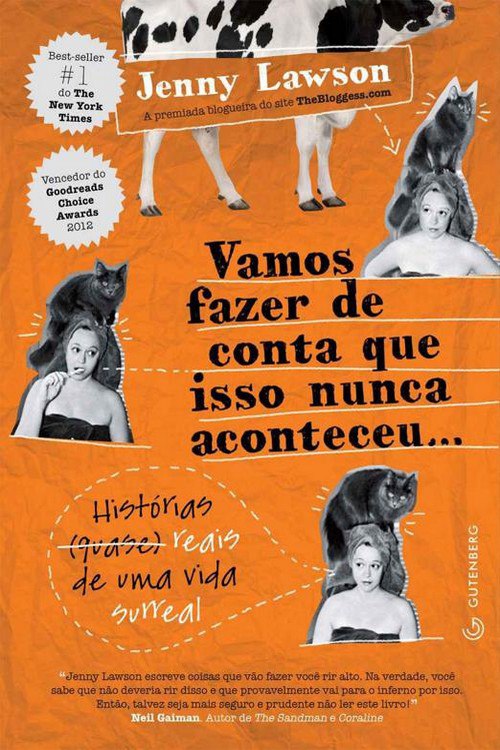 Best-seller
#1
do The
New York
Times
Jenny Lawson
A premiada blogueira do site TheBloggess.com
Vencedor do
Goodreads
Choice
Awards
2012
Vamos
fazer de
conta que
isso nunca
aconteceu...
Histórias
(quase) reais
de uma vida
surreal
GUTENBERG
“Jenny Lawson escreve coisas que vão fazer você rir alto. Na verdade, você
sabe que não deveria rir disso e que provavelmente vai para o inferno por isso.
Então, talvez seja mais seguro e prudente não ler este livro!”
Neil Gaiman, Autor de The Sandman e Coraline